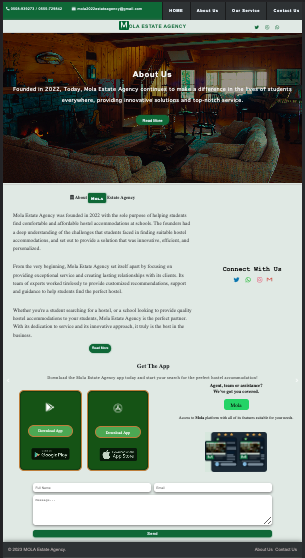 0808-839273 | 0800-728642 mola2022estateagency@gmail.com HOME About Us Our Service Contact Us
MOLA ESTATE AGENCY
About Us
Founded in 2022, Today, Mola Estate Agency continues to make a difference in the lives of students
everywhere, providing innovative solutions and top-notch service.
Read More
About Mola Estate Agency
Mola Estate Agency was founded in 2022 with the sole purpose of helping students
find comfortable and affordable hostel accommodations at schools. The founders had
a deep understanding of the challenges that students faced in finding suitable hostel
accommodations, and set out to provide a solution that was innovative, efficient, and
personalized.
From the very beginning, Mola Estate Agency set itself apart by focusing on
providing exceptional service and creating lasting relationships with its clients. Its
team of experts worked tirelessly to provide customized recommendations, support
and guidance to help students find the perfect hostel.
Whether you're a student searching for a hostel, or a school looking to provide quality
hostel accommodations to your students, Mola Estate Agency is the perfect partner.
With its dedication to service and its innovative approach, it truly is the best in the
business.
Read More
Connect With Us
Get The App
Download the Mola Estate Agency app today and start your search for the perfect hostel accommodation!
Download App
Google Play
Download App
App Store
Agent, team or assistance?
We've got you covered.
Mola
Access to Mola platform with all of its features suitable for your needs.
Full Name
Email
Message...
Send
© 2023 MOLA Estate Agency.
About Us Contact Us